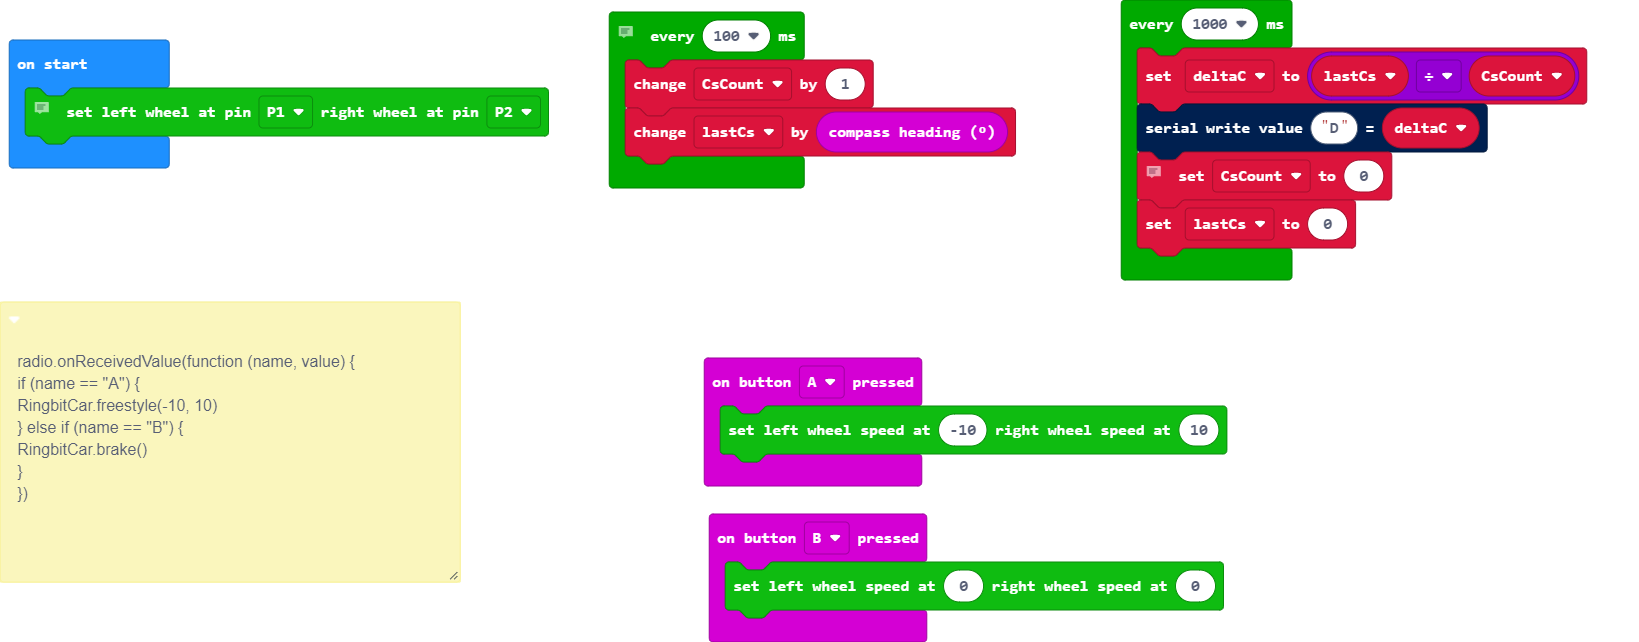 on start
set left wheel at pin P1 right wheel at pin P2
every 100 ms
change CsCount by 1
change lastCs by compass heading (º)
every 1000 ms
set deltaC to lastCs ÷ CsCount
serial write value "D" = deltaC
set CsCount to 0
set lastCs to 0
radio.onReceivedValue(function (name, value) {
if (name == "A") {
RingbitCar.freestyle(-10, 10)
} else if (name == "B") {
RingbitCar.brake()
}
})
on button A pressed
set left wheel speed at -10 right wheel speed at 10
on button B pressed
set left wheel speed at 0 right wheel speed at 0